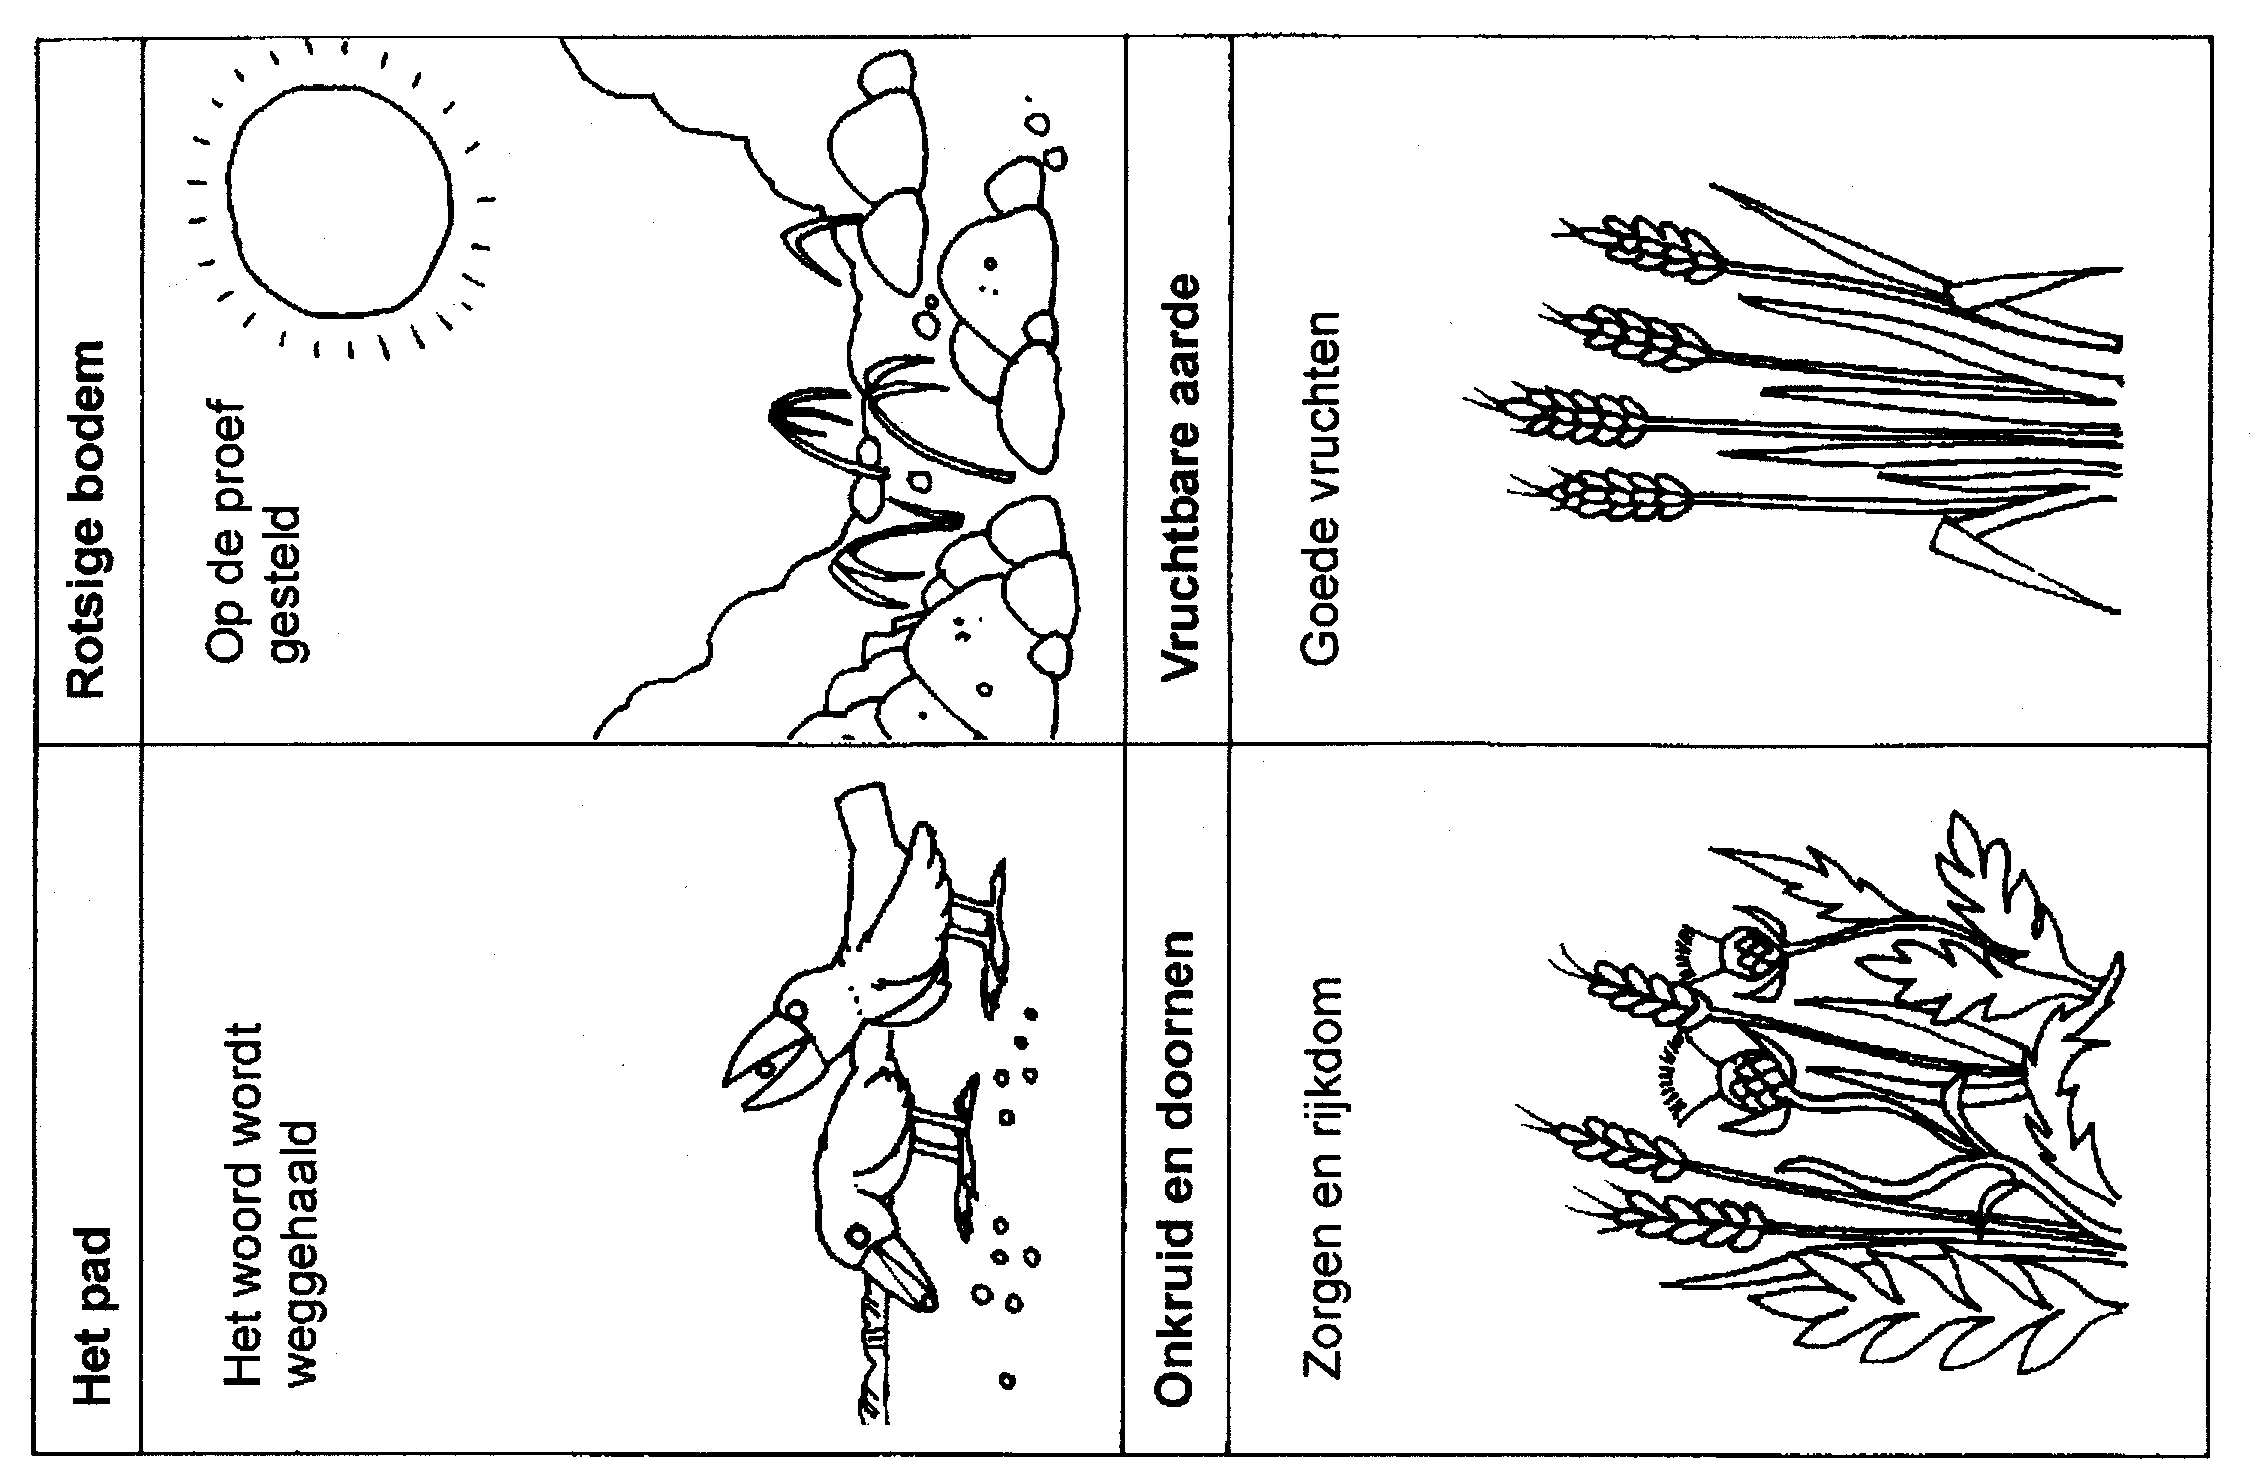 Het pad
Het woord wordt
weggehaald
Rotsige bodem
Op de proef
gesteld
Onkruid en doornen
Zorgen en rijkdom
Vruchtbare aarde
Goede vruchten